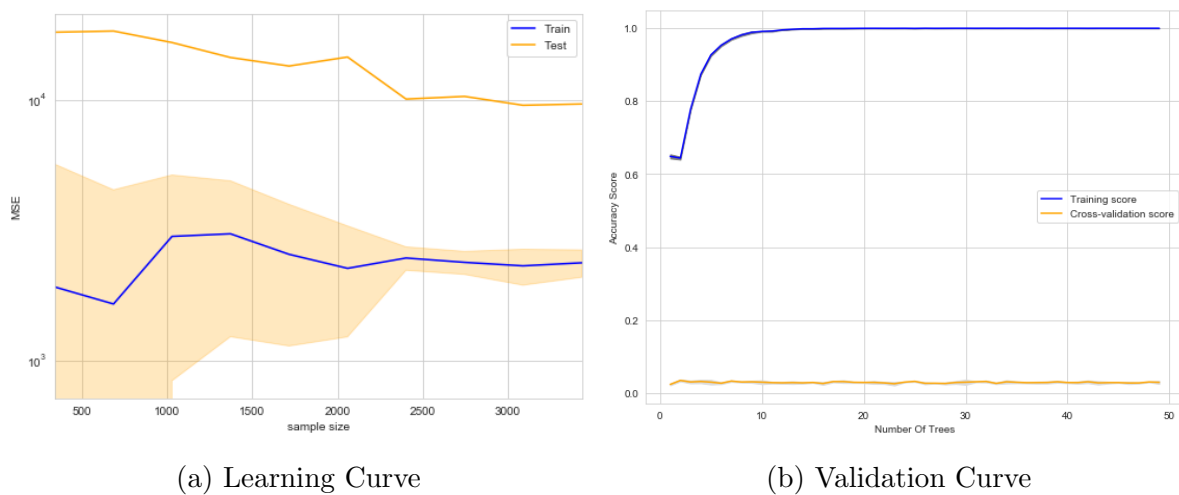 Train
Test
10^4
10^3
MSE
500
1000
1500
2000
2500
3000
sample size
(a) Learning Curve
1.0
0.8
0.6
0.4
0.2
0.0
Accuracy Score
Training score
Cross-validation score
0
10
20
30
40
50
Number Of Trees
(b) Validation Curve